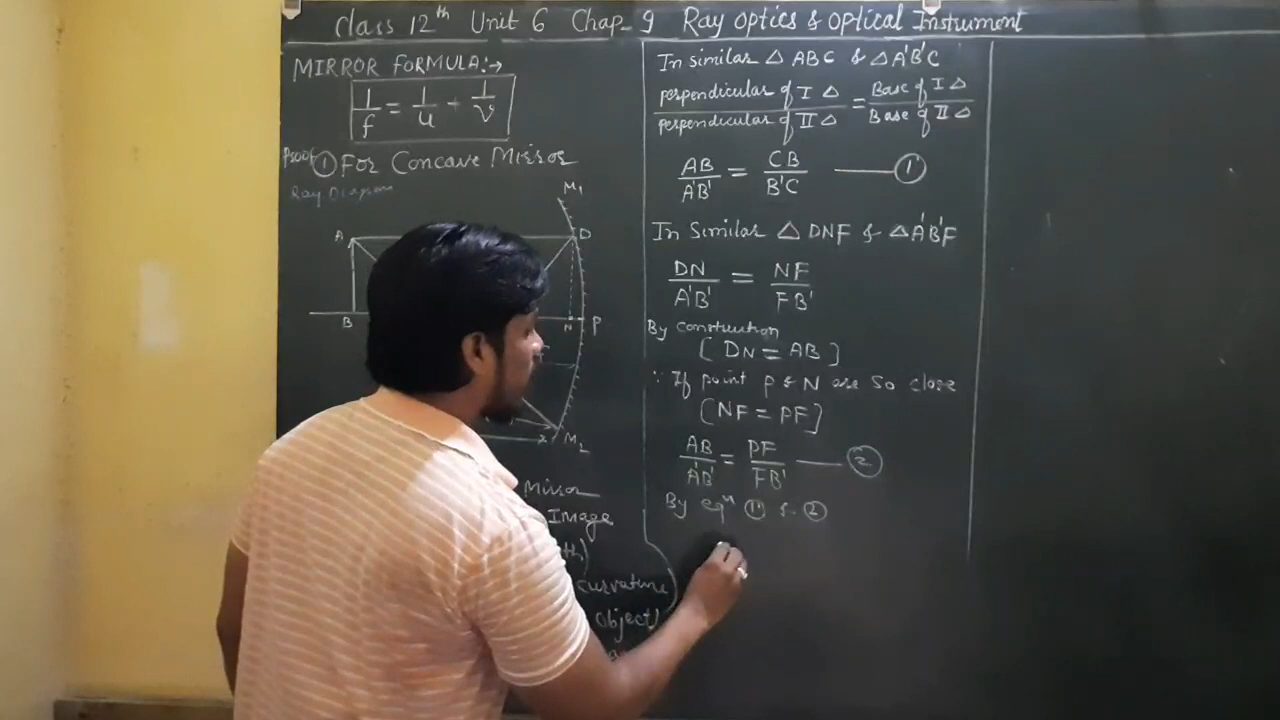 Class 12th Unit 6 Chap_9 Ray Optics & Optical Instrument
MIRROR FORMULA:→
1/f = 1/u + 1/v
Proof ① For Concave Mirror
Ray Diagram
M1
A D
B N P
M2
Mirror
Image
curvature)
Object)
In similar △ ABC & △A'B'C
perpendicular of I △ / perpendicular of II △ = Base of I △ / Base of II △
AB/A'B' = CB/B'C —— ①
In Similar △ DNF & △A'B'F
DN/A'B' = NF/FB'
By construction
[ DN = AB ]
∵ If point P & N are so close
[NF = PF]
AB/A'B' = PF/FB' —— ②
By eqn ① & ②